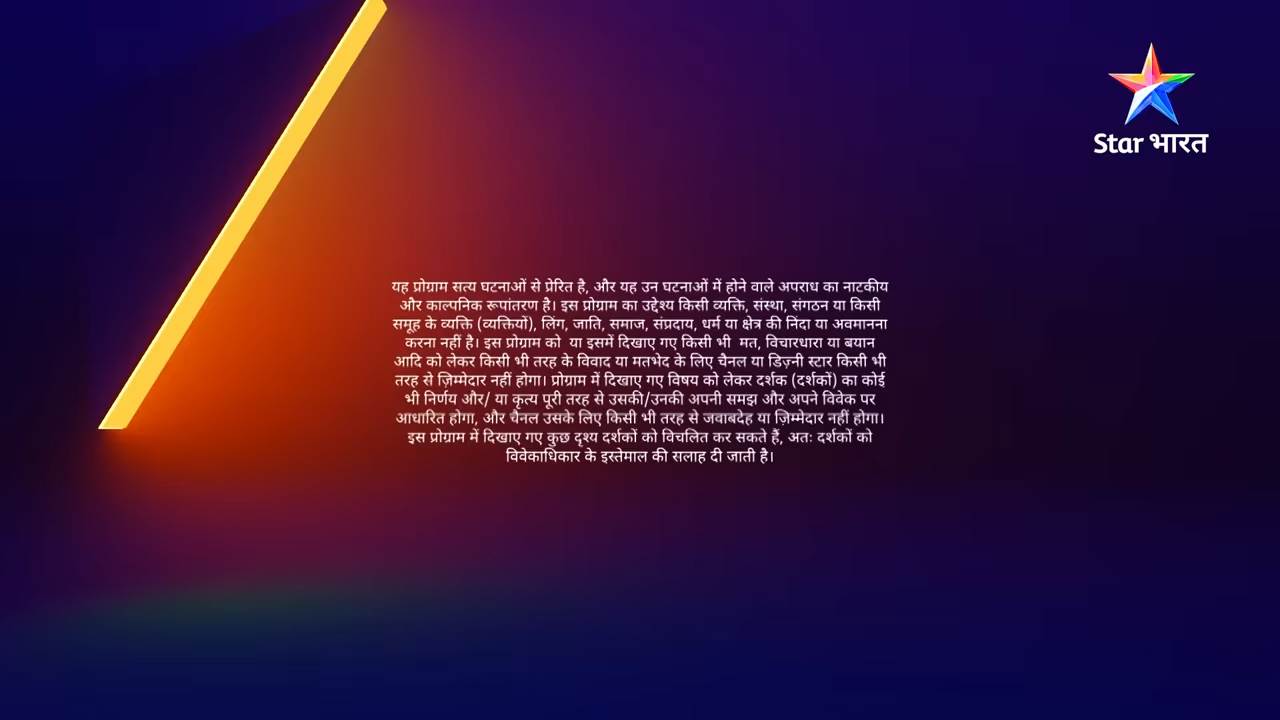 Star भारत
यह प्रोग्राम सत्य घटनाओं से प्रेरित है, और यह उन घटनाओं में होने वाले अपराध का नाटकीय
और काल्पनिक रूपांतरण है। इस प्रोग्राम का उद्देश्य किसी व्यक्ति, संस्था, संगठन या किसी
समूह के व्यक्ति (व्यक्तियों), लिंग, जाति, समाज, संप्रदाय, धर्म या क्षेत्र की निंदा या अवमानना
करना नहीं है। इस प्रोग्राम को या इसमें दिखाए गए किसी भी मत, विचारधारा या बयान
आदि को लेकर किसी भी तरह के विवाद या मतभेद के लिए चैनल या डिज़्नी स्टार किसी भी
तरह से ज़िम्मेदार नहीं होगा। प्रोग्राम में दिखाए गए विषय को लेकर दर्शक (दर्शकों) का कोई
भी निर्णय और/ या कृत्य पूरी तरह से उसकी/उनकी अपनी समझ और अपने विवेक पर
आधारित होगा, और चैनल उसके लिए किसी भी तरह से जवाबदेह या ज़िम्मेदार नहीं होगा।
इस प्रोग्राम में दिखाए गए कुछ दृश्य दर्शकों को विचलित कर सकते हैं, अतः दर्शकों को
विवेकाधिकार के इस्तेमाल की सलाह दी जाती है।